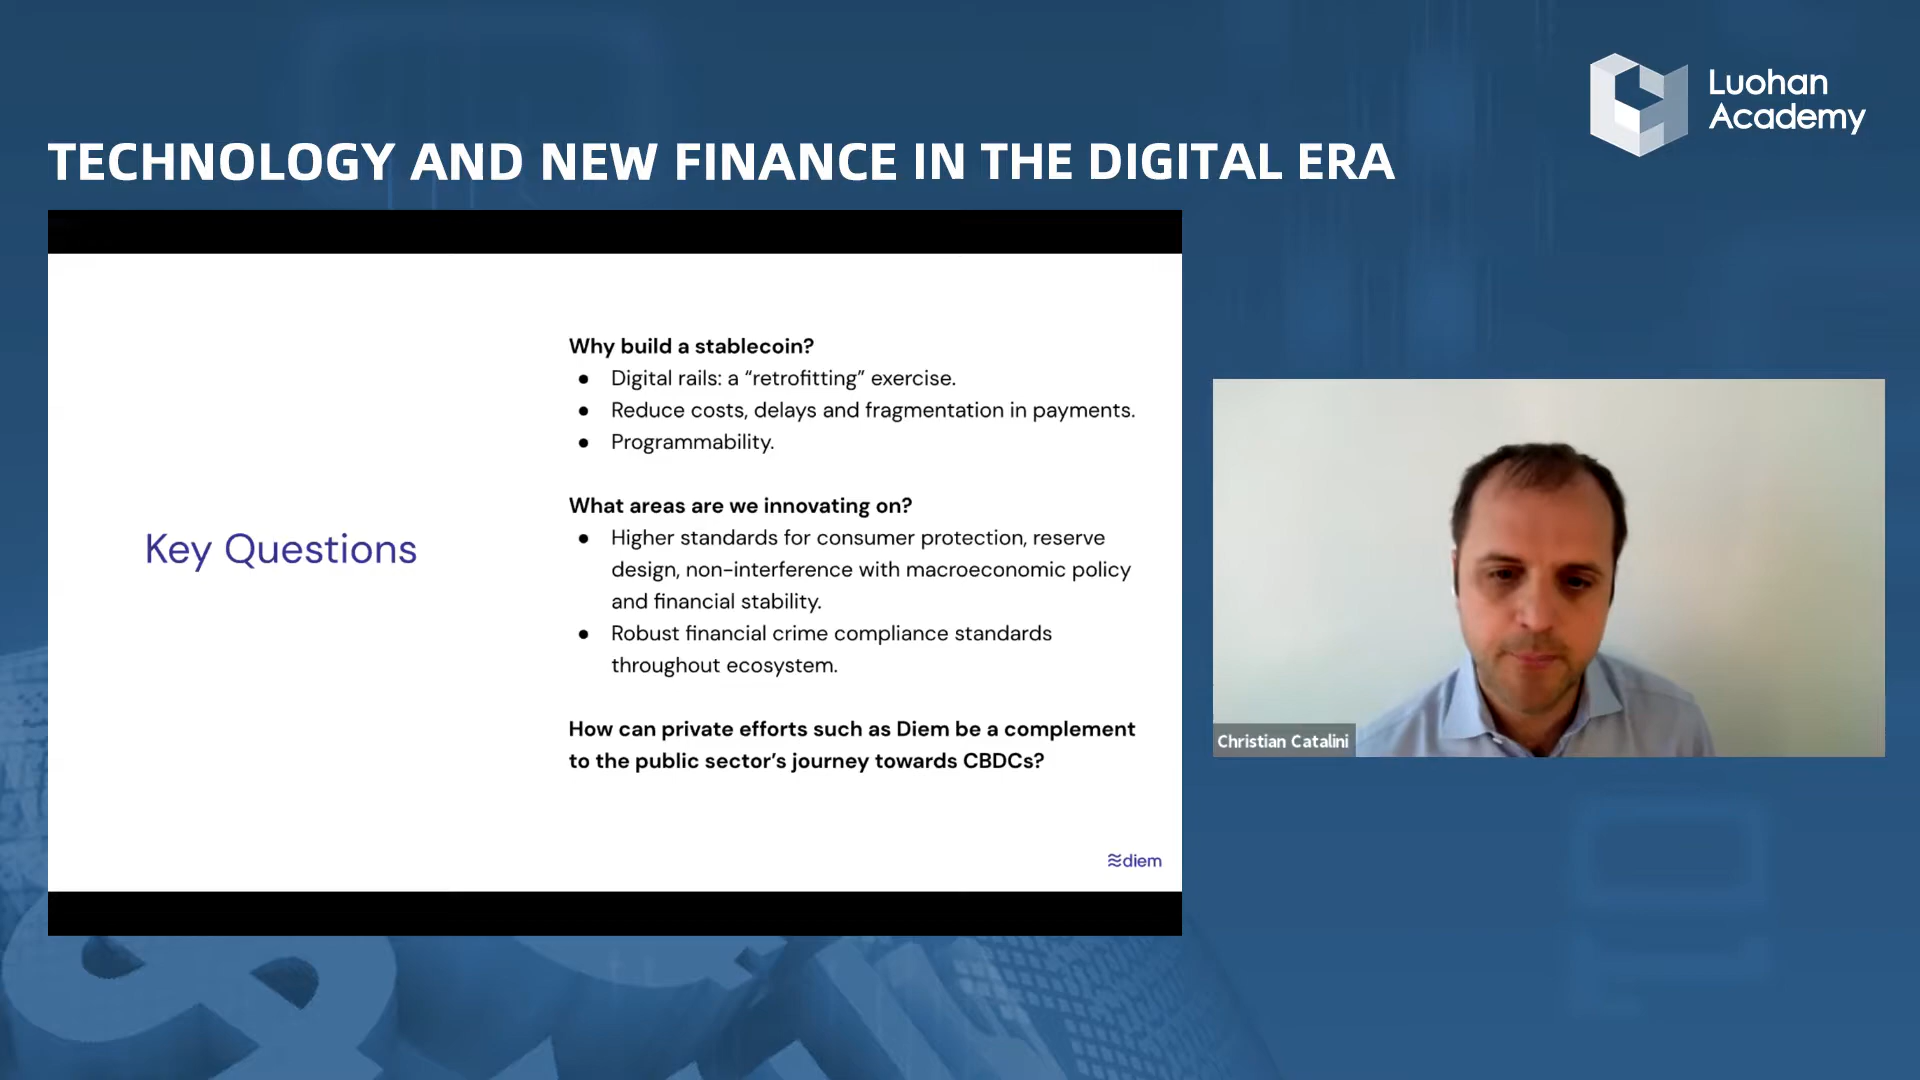 Luohan
Academy
TECHNOLOGY AND NEW FINANCE IN THE DIGITAL ERA
Key Questions
Why build a stablecoin?
● Digital rails: a “retrofitting” exercise.
● Reduce costs, delays and fragmentation in payments.
● Programmability.
What areas are we innovating on?
● Higher standards for consumer protection, reserve
design, non-interference with macroeconomic policy
and financial stability.
● Robust financial crime compliance standards
throughout ecosystem.
How can private efforts such as Diem be a complement
to the public sector’s journey towards CBDCs?
diem
Christian Catalini